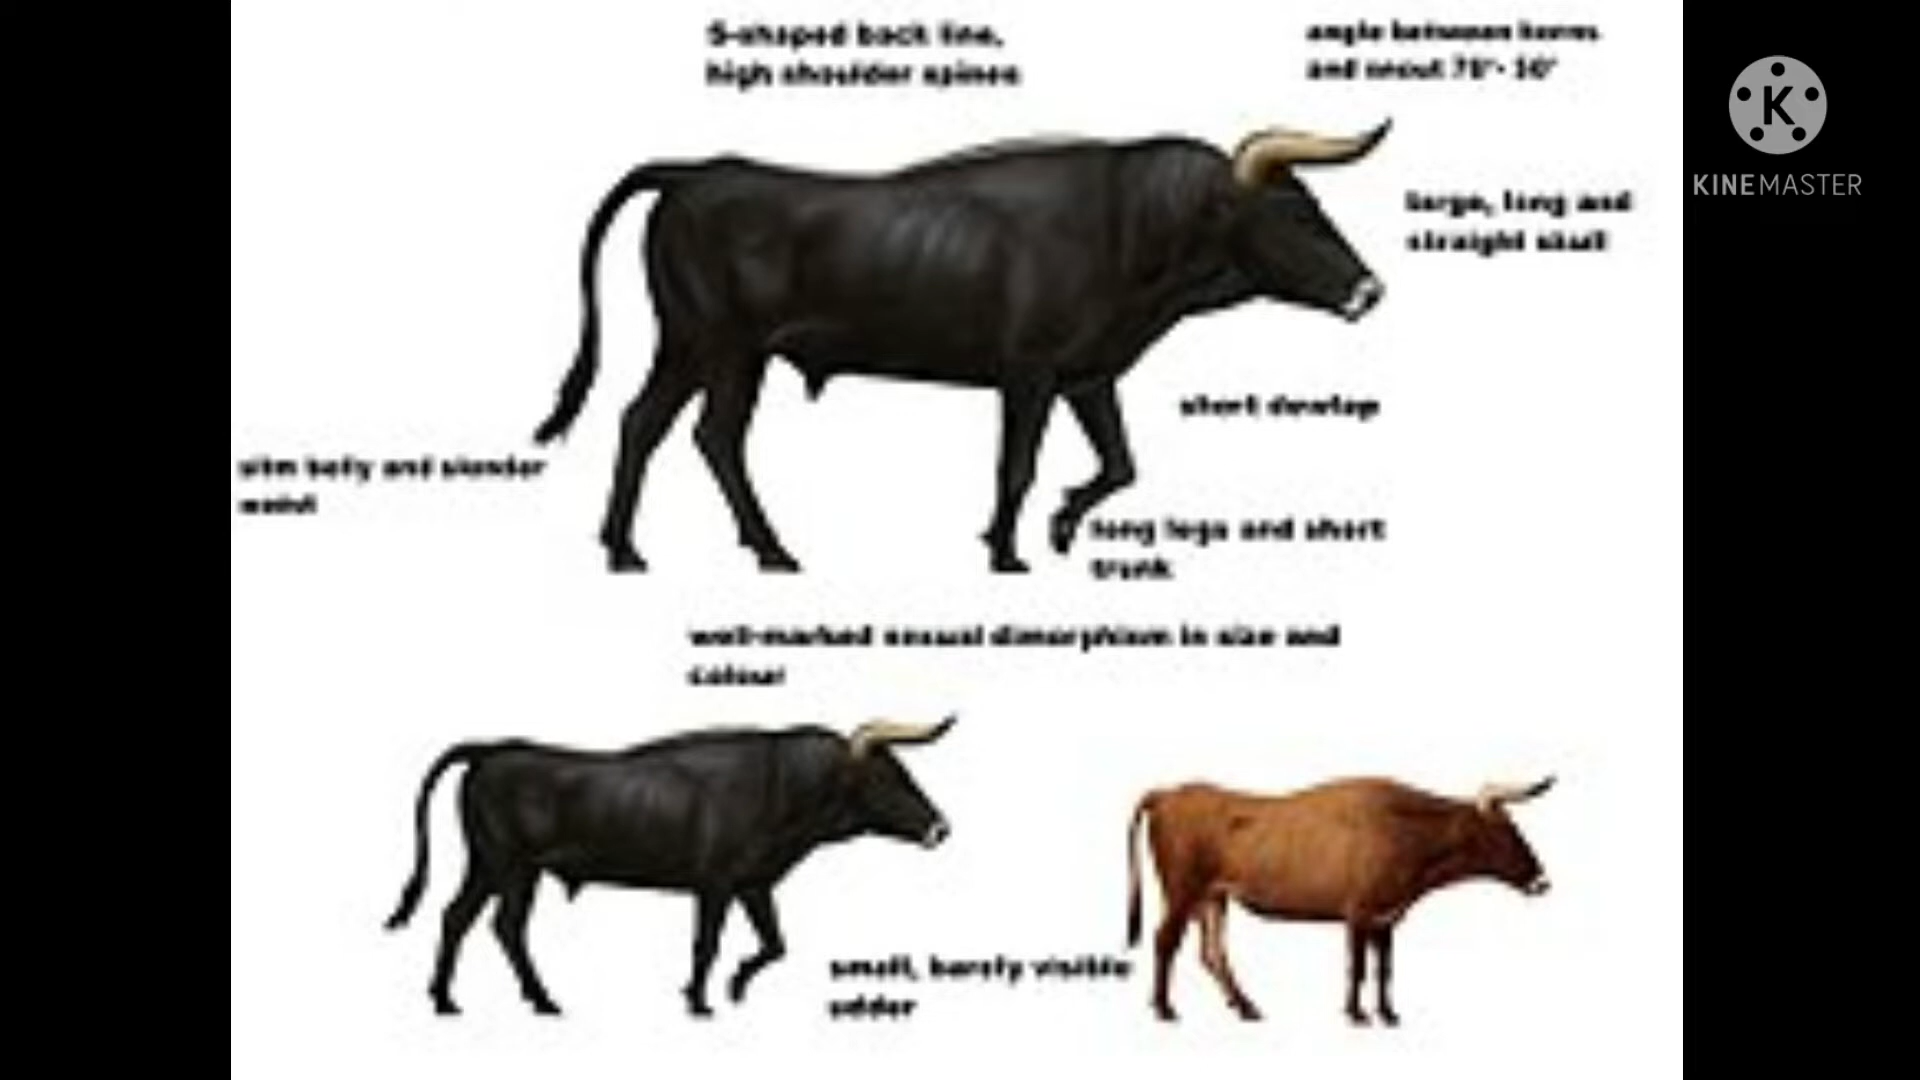 S-shaped back line,
high shoulder spines
angle between horns
and snout 70°-
large, long and
straight skull
short dewlap
slim belly and slender
waist
long legs and short
trunk
well-marked sexual dimorphism in size and
colour
small, barely visible
udder
K
KINEMASTER